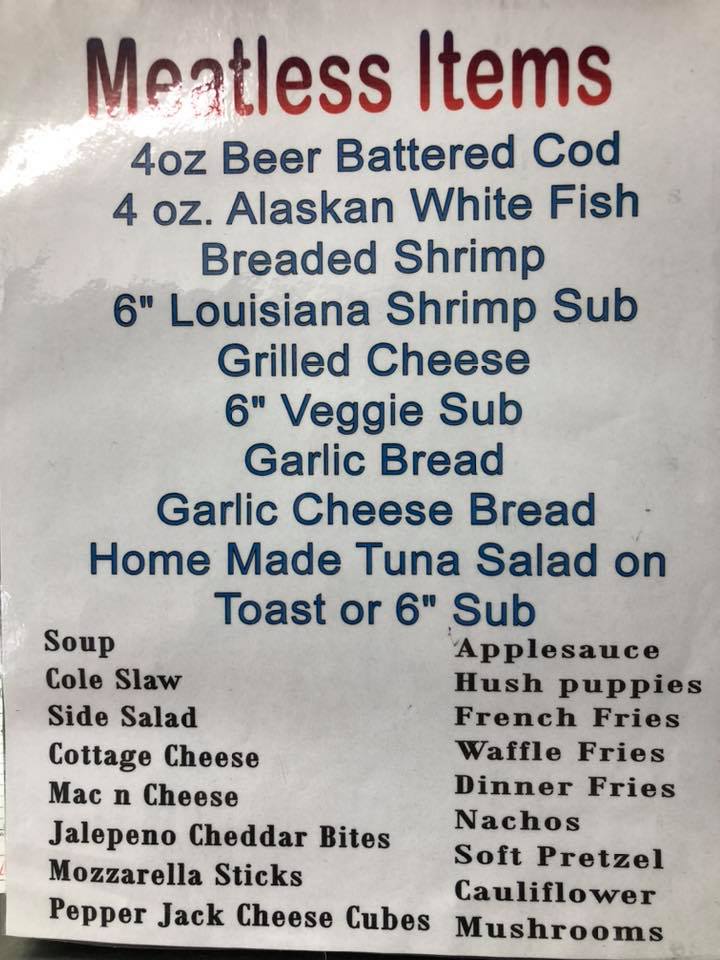 Meatless Items
4oz Beer Battered Cod
4 oz. Alaskan White Fish
Breaded Shrimp
6" Louisiana Shrimp Sub
Grilled Cheese
6" Veggie Sub
Garlic Bread
Garlic Cheese Bread
Home Made Tuna Salad on
Toast or 6" Sub
Soup
Cole Slaw
Side Salad
Cottage Cheese
Mac n Cheese
Jalepeno Cheddar Bites
Mozzarella Sticks
Pepper Jack Cheese Cubes
Applesauce
Hush puppies
French Fries
Waffle Fries
Dinner Fries
Nachos
Soft Pretzel
Cauliflower
Mushrooms